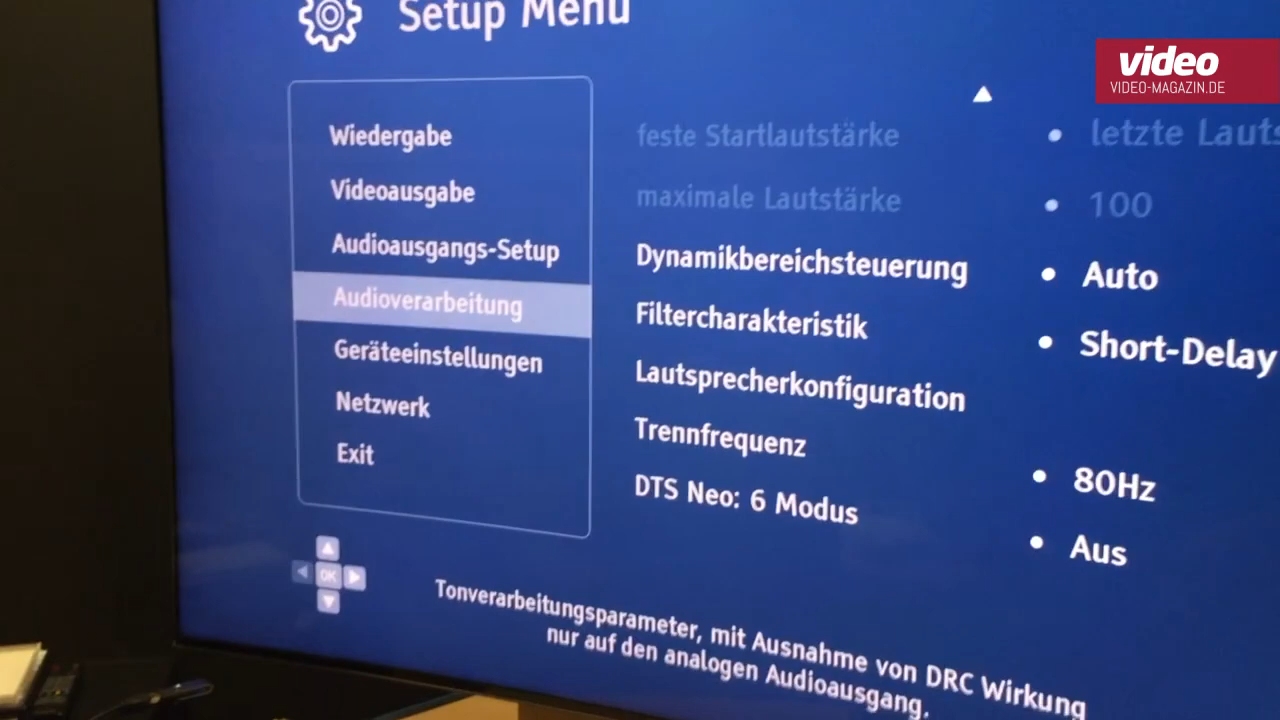 Setup Menu
video
VIDEO-MAGAZIN.DE
Wiedergabe
Videoausgabe
Audioausgangs-Setup
Audioverarbeitung
Geräteeinstellungen
Netzwerk
Exit
feste Startlautstärke • letzte Lauts
maximale Lautstärke • 100
Dynamikbereichsteuerung • Auto
Filtercharakteristik • Short-Delay
Lautsprecherkonfiguration
Trennfrequenz • 80Hz
DTS Neo: 6 Modus • Aus
OK
Tonverarbeitungsparameter, mit Ausnahme von DRC Wirkung
nur auf den analogen Audioausgang.